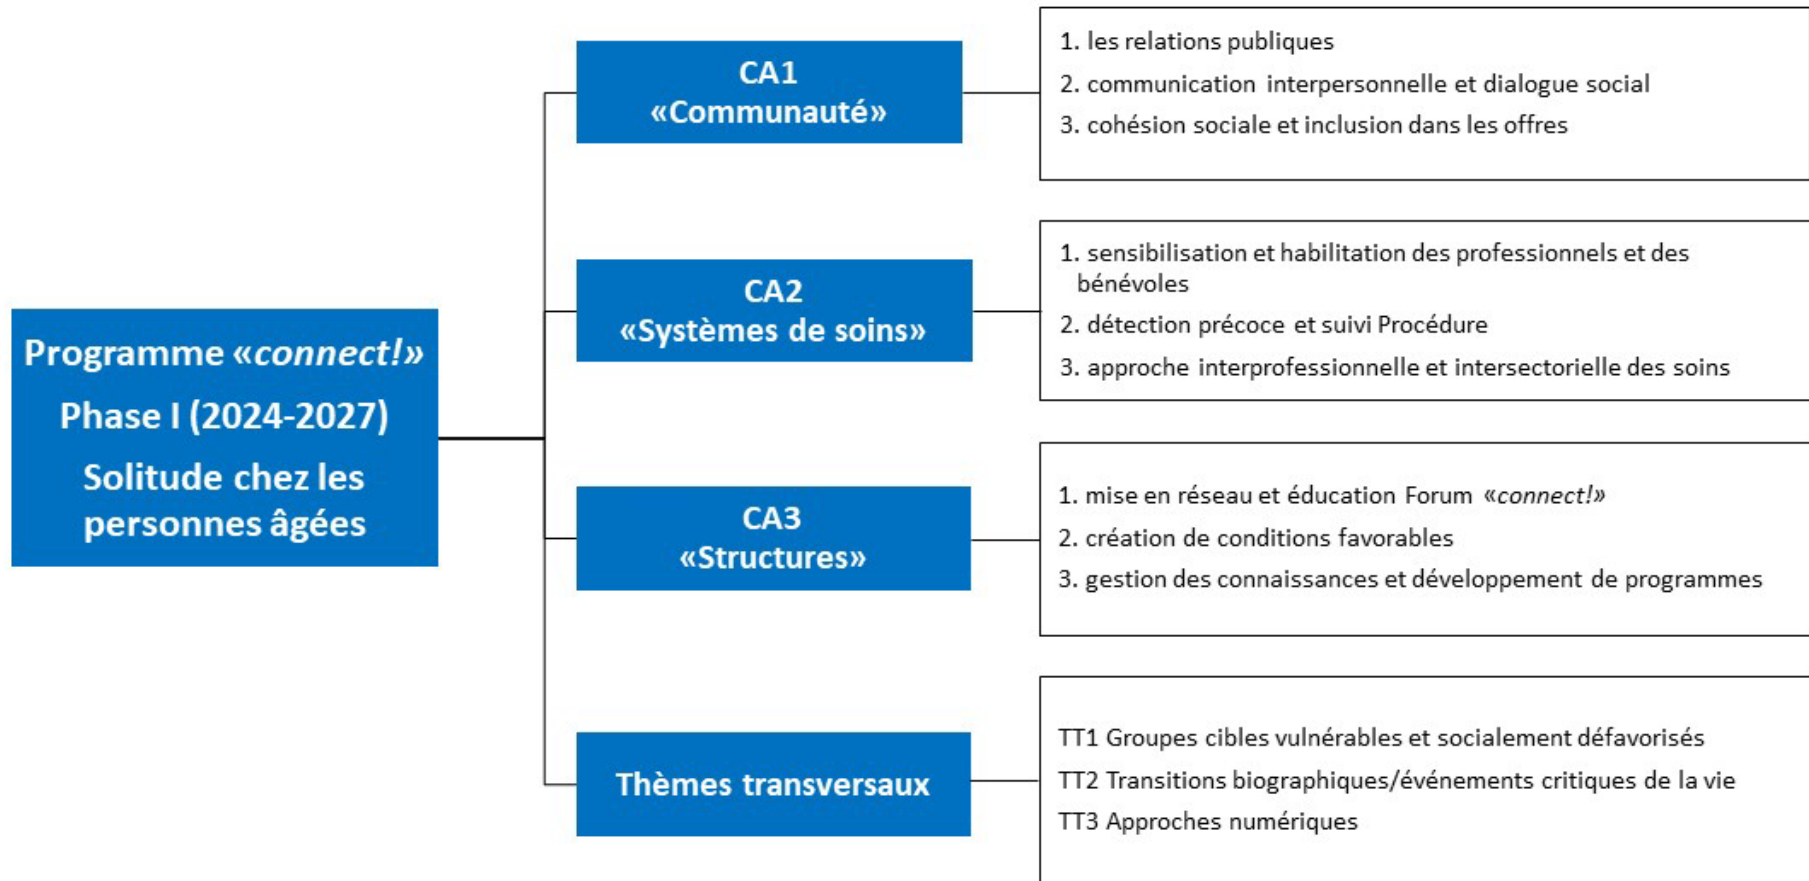 Programme «connect!»
Phase I (2024-2027)
Solitude chez les
personnes âgées
CA1
«Communauté»
1. les relations publiques
2. communication interpersonnelle et dialogue social
3. cohésion sociale et inclusion dans les offres
CA2
«Systèmes de soins»
1. sensibilisation et habilitation des professionnels et des
bénévoles
2. détection précoce et suivi Procédure
3. approche interprofessionnelle et intersectorielle des soins
CA3
«Structures»
1. mise en réseau et éducation Forum «connect!»
2. création de conditions favorables
3. gestion des connaissances et développement de programmes
Thèmes transversaux
TT1 Groupes cibles vulnérables et socialement défavorisés
TT2 Transitions biographiques/événements critiques de la vie
TT3 Approches numériques